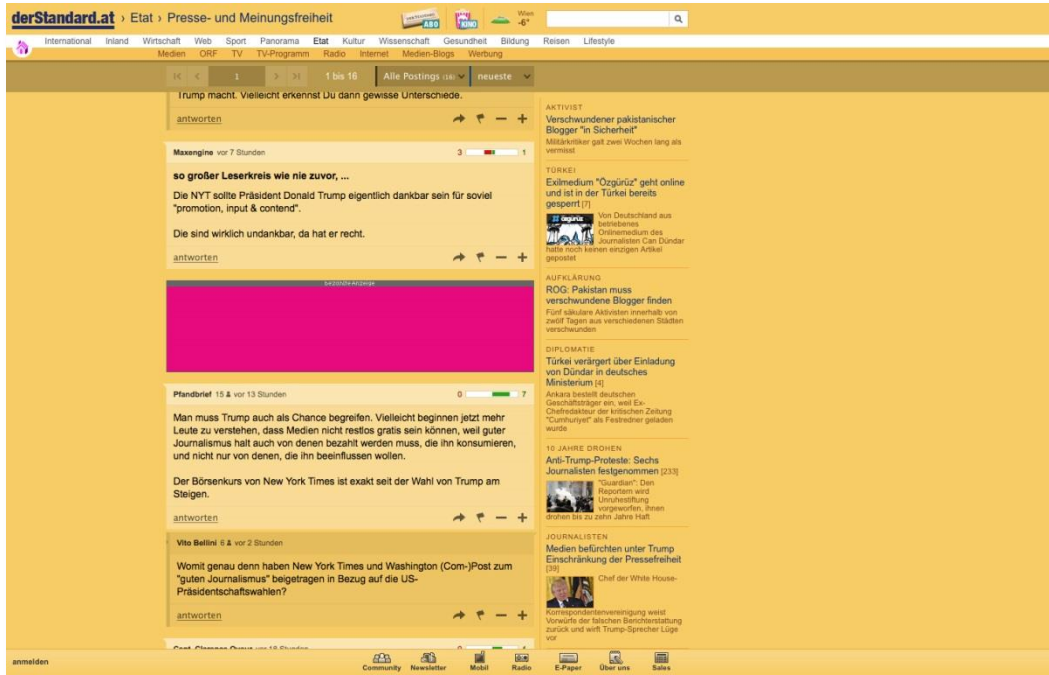 derStandard.at › Etat › Presse- und Meinungsfreiheit
ABO
KINO
Wien
-6°
International Inland Wirtschaft Web Sport Panorama Etat Kultur Wissenschaft Gesundheit Bildung Reisen Lifestyle
Medien ORF TV TV-Programm Radio Internet Medien-Blogs Werbung
1
1 bis 16
Alle Postings (16)
neueste
Trump macht. Vielleicht erkennst Du dann gewisse Unterschiede.
antworten
Maxengine vor 7 Stunden
3
1
so großer Leserkreis wie nie zuvor, ...
Die NYT sollte Präsident Donald Trump eigentlich dankbar sein für soviel
"promotion, input & contend".
Die sind wirklich undankbar, da hat er recht.
antworten
bezahlte Anzeige
Pfandbrief 15 vor 13 Stunden
0
7
Man muss Trump auch als Chance begreifen. Vielleicht beginnen jetzt mehr
Leute zu verstehen, dass Medien nicht restlos gratis sein können, weil guter
Journalismus halt auch von denen bezahlt werden muss, die ihn konsumieren,
und nicht nur von denen, die ihn beeinflussen wollen.
Der Börsenkurs von New York Times ist exakt seit der Wahl von Trump am
Steigen.
antworten
Vito Bellini 6 vor 2 Stunden
Womit genau denn haben New York Times und Washington (Com-)Post zum
"guten Journalismus" beigetragen in Bezug auf die US-
Präsidentschaftswahlen?
antworten
AKTIVIST
Verschwundener pakistanischer
Blogger "in Sicherheit"
Militärkritiker galt zwei Wochen lang als
vermisst
TÜRKEI
Exilmedium "Özgürüz" geht online
und ist in der Türkei bereits
gesperrt [7]
özgürüz
Von Deutschland aus
betriebenes
Onlinemedium des
Journalisten Can Dündar
hatte noch keinen einzigen Artikel
gepostet
AUFKLÄRUNG
ROG: Pakistan muss
verschwundene Blogger finden
Fünf säkulare Aktivisten innerhalb von
zwölf Tagen aus verschiedenen Städten
verschwunden
DIPLOMATIE
Türkei verärgert über Einladung
von Dündar in deutsches
Ministerium [4]
Ankara bestellt deutschen
Geschäftsträger ein, weil Ex-
Chefredakteur der kritischen Zeitung
"Cumhuriyet" als Festredner geladen
wurde
10 JAHRE DROHEN
Anti-Trump-Proteste: Sechs
Journalisten festgenommen [233]
"Guardian": Den
Reportern wird
Unruhestiftung
vorgeworfen, ihnen
drohen bis zu zehn Jahre Haft
JOURNALISTEN
Medien befürchten unter Trump
Einschränkung der Pressefreiheit
[39]
Chef der White House-
Korrespondentenvereinigung weist
Vorwürfe der falschen Berichterstattung
zurück und wirft Trump-Sprecher Lüge
vor
anmelden
Community Newsletter Mobil Radio E-Paper Über uns Sales